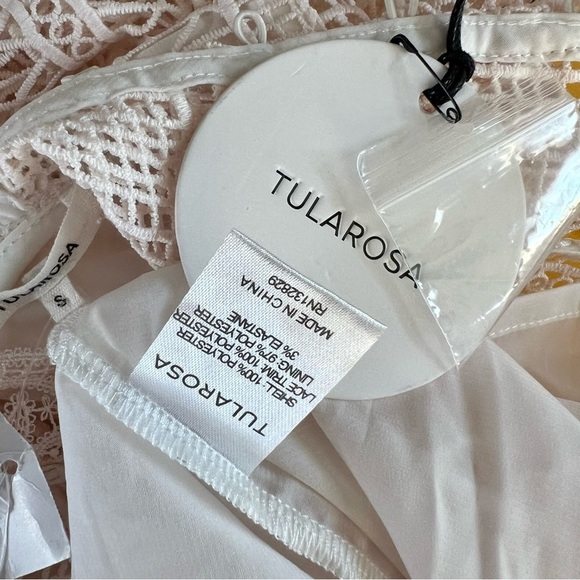 TULAROSA
TULAROSA
S
TULAROSA
SHELL: 100% POLYESTER
LACE TRIM: 100% POLYESTER
LINING: 97% POLYESTER
3% ELASTANE
MADE IN CHINA
RN132829